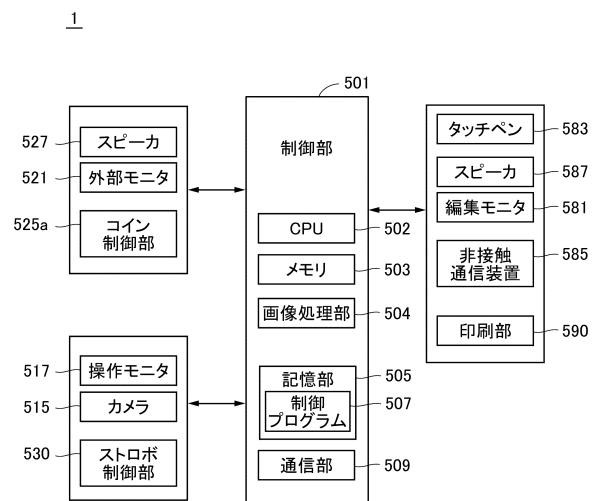 1
501
527
スピーカ
521
外部モニタ
525a
コイン
制御部
517
操作モニタ
515
カメラ
530
ストロボ
制御部
制御部
CPU
502
メモリ
503
画像処理部
504
記憶部
505
制御
プログラム
507
通信部
509
タッチペン
583
スピーカ
587
編集モニタ
581
非接触
通信装置
585
印刷部
590